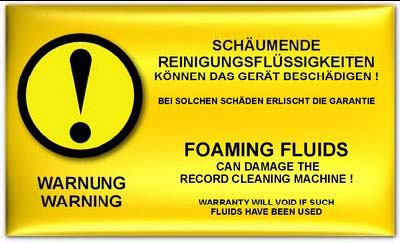 SCHÄUMENDE
REINIGUNGSFLÜSSIGKEITEN
KÖNNEN DAS GERÄT BESCHÄDIGEN !
BEI SOLCHEN SCHÄDEN ERLISCHT DIE GARANTIE
FOAMING FLUIDS
CAN DAMAGE THE
RECORD CLEANING MACHINE !
WARRANTY WILL VOID IF SUCH
FLUIDS HAVE BEEN USED
WARNUNG
WARNING